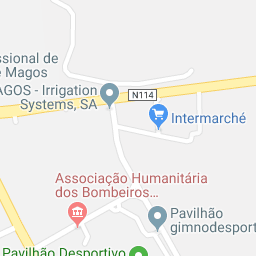 ssional de
e Magos
AGOS - Irrigation
Systems, SA
N114
Intermarché
Associação Humanitária
dos Bombeiros...
Pavilhão
gimnodesport
Pavilhão Desportivo